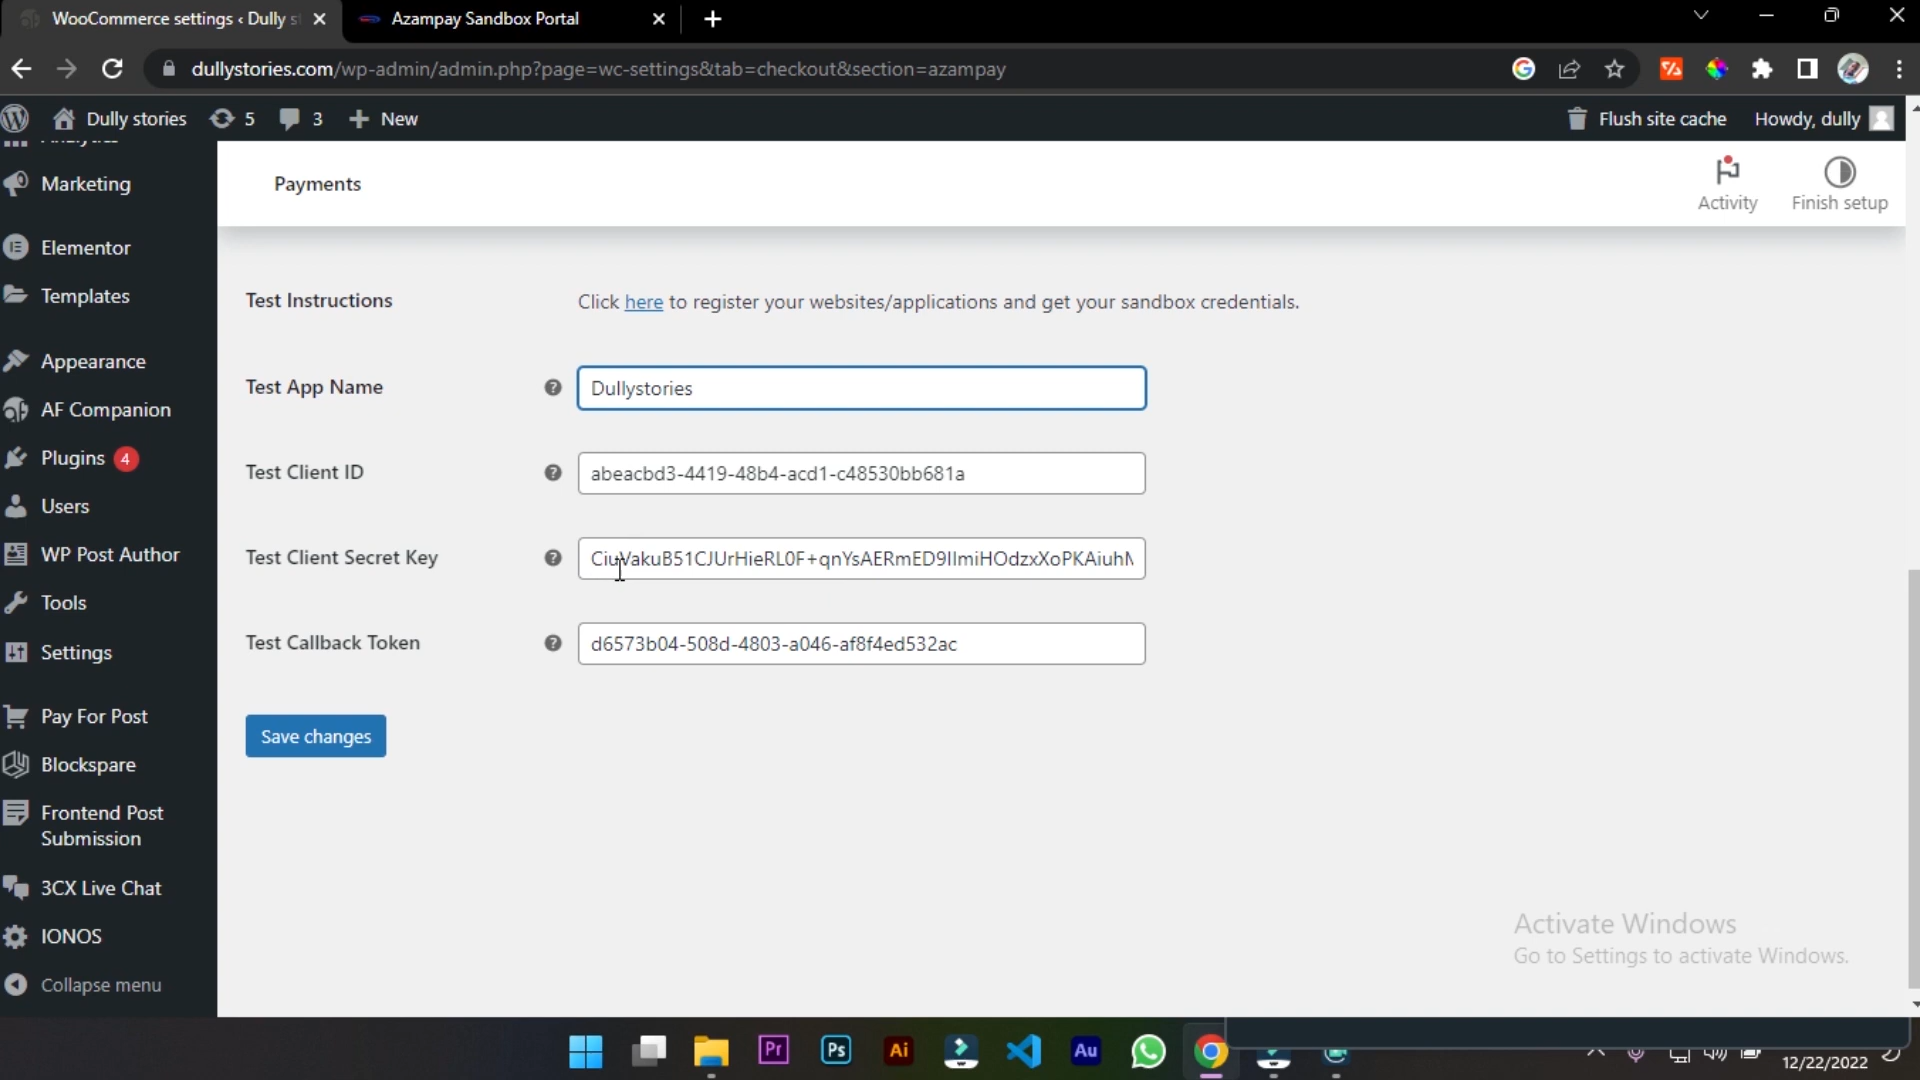 WooCommerce settings ‹ Dully s
Azampay Sandbox Portal
dullystories.com/wp-admin/admin.php?page=wc-settings&tab=checkout&section=azampay
Dully stories
5
3
New
Flush site cache
Howdy, dully
Analytics
Marketing
Elementor
Templates
Appearance
AF Companion
Plugins 4
Users
WP Post Author
Tools
Settings
Pay For Post
Blockspare
Frontend Post
Submission
3CX Live Chat
IONOS
Collapse menu
Payments
Activity
Finish setup
Test Instructions
Click here to register your websites/applications and get your sandbox credentials.
Test App Name
Dullystories
Test Client ID
abeacbd3-4419-48b4-acd1-c48530bb681a
Test Client Secret Key
Test Callback Token
d6573b04-508d-4803-a046-af8f4ed532ac
Save changes
Activate Windows
Go to Settings to activate Windows.
Pr
Ps
Ai
Au
12/22/2022